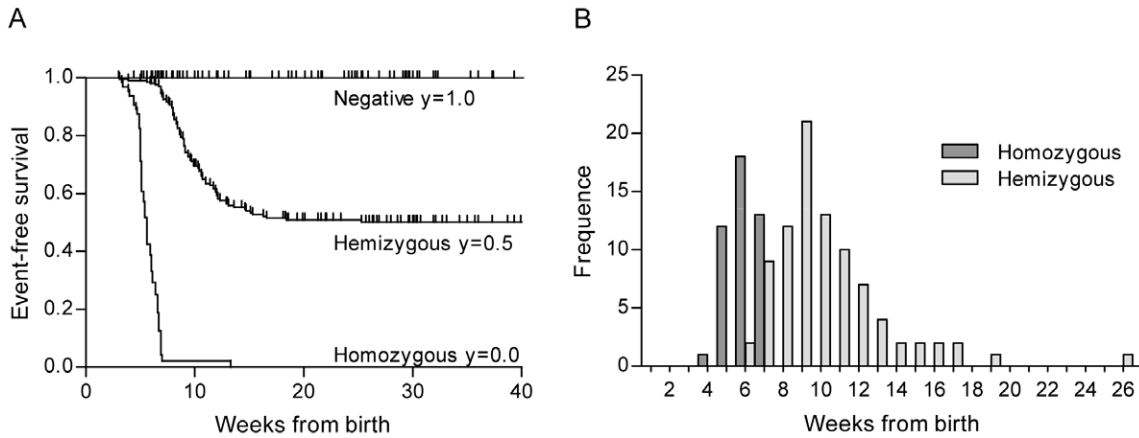 A
Event-free survival
1.0
0.8
0.6
0.4
0.2
0.0
Negative y=1.0
Hemizygous y=0.5
Homozygous y=0.0
0 10 20 30 40
Weeks from birth
B
Frequence
25
20
15
10
5
0
Homozygous
Hemizygous
2 4 6 8 10 12 14 16 17 20 22 24 26
Weeks from birth